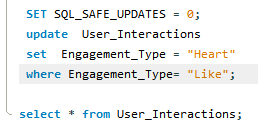 SET SQL_SAFE_UPDATES = 0;
update User_Interactions
set Engagement_Type = "Heart"
where Engagement_Type= "Like";
select * from User_Interactions;